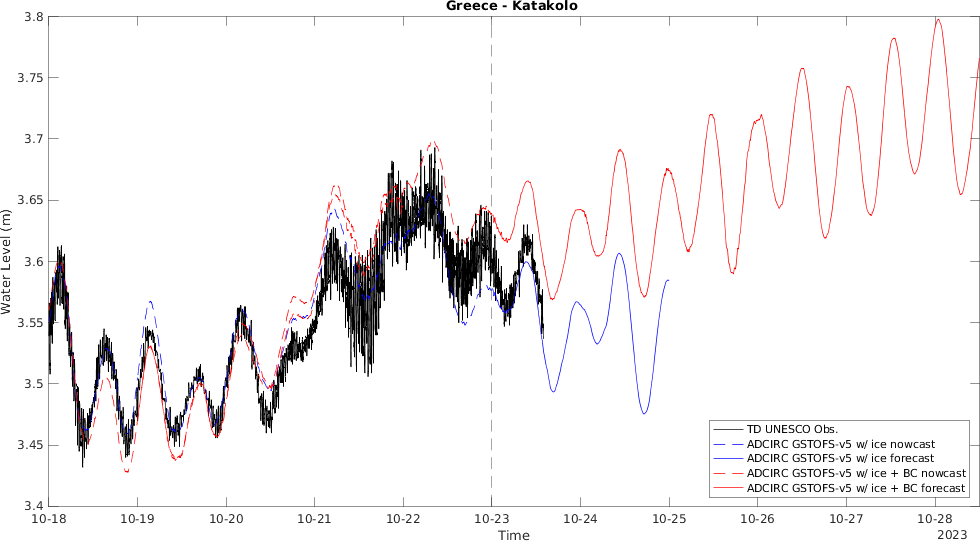 Greece - Katakolo
3.8
3.75
3.7
3.65
3.6
3.55
3.5
3.45
3.4
Water Level (m)
10-18 10-19 10-20 10-21 10-22 10-23 10-24 10-25 10-26 10-27 10-28
Time
2023
TD UNESCO Obs.
ADCIRC GSTOFS-v5 w/ ice nowcast
ADCIRC GSTOFS-v5 w/ ice forecast
ADCIRC GSTOFS-v5 w/ ice + BC nowcast
ADCIRC GSTOFS-v5 w/ ice + BC forecast